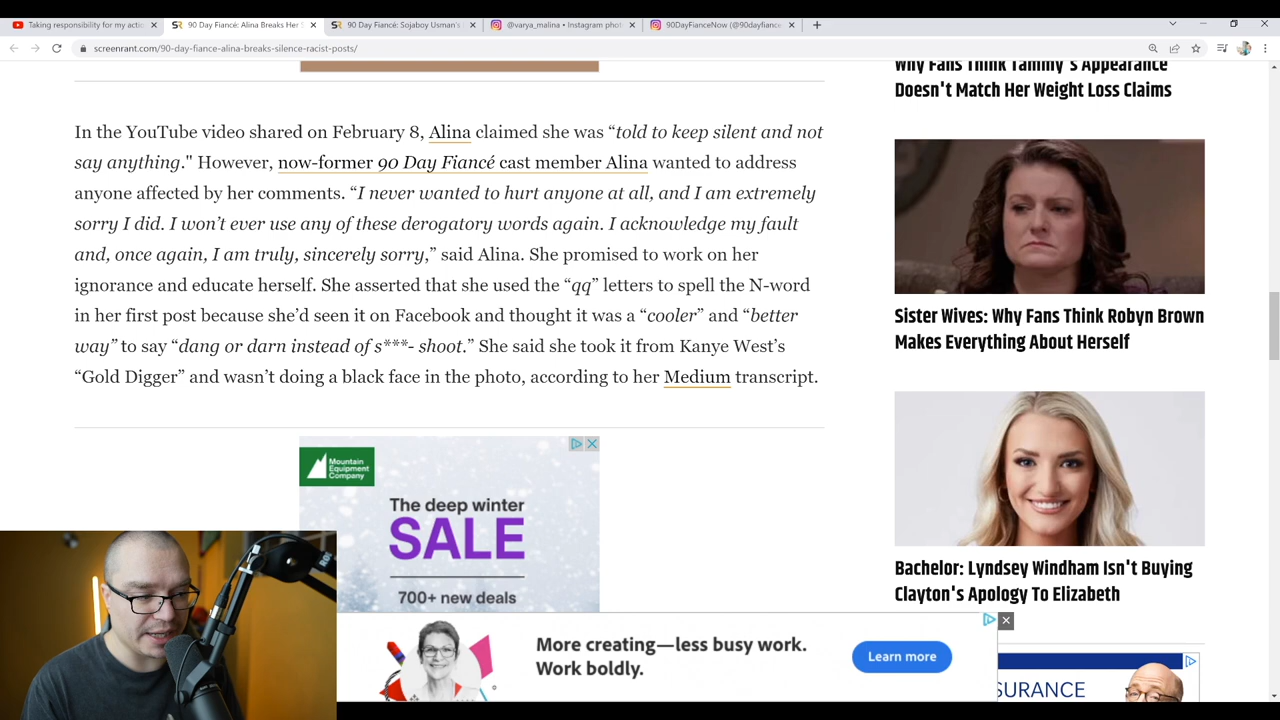 Taking responsibility for my actio
90 Day Fiancé: Alina Breaks Her S
90 Day Fiancé: Sojaboy Usman's
@varya_malina • Instagram phot
90DayFianceNow (@90dayfiance
screenrant.com/90-day-fiance-alina-breaks-silence-racist-posts/
In the YouTube video shared on February 8, Alina claimed she was “told to keep silent and not
say anything." However, now-former 90 Day Fiancé cast member Alina wanted to address
anyone affected by her comments. “I never wanted to hurt anyone at all, and I am extremely
sorry I did. I won’t ever use any of these derogatory words again. I acknowledge my fault
and, once again, I am truly, sincerely sorry,” said Alina. She promised to work on her
ignorance and educate herself. She asserted that she used the “qq” letters to spell the N-word
in her first post because she’d seen it on Facebook and thought it was a “cooler” and “better
way” to say “dang or darn instead of s***- shoot.” She said she took it from Kanye West’s
“Gold Digger” and wasn’t doing a black face in the photo, according to her Medium transcript.
Mountain
Equipment
Company
The deep winter
SALE
700+ new deals
More creating—less busy work.
Work boldly.
Learn more
Why Fans Think Tammy's Appearance
Doesn't Match Her Weight Loss Claims
Sister Wives: Why Fans Think Robyn Brown
Makes Everything About Herself
Bachelor: Lyndsey Windham Isn't Buying
Clayton's Apology To Elizabeth
SURANCE